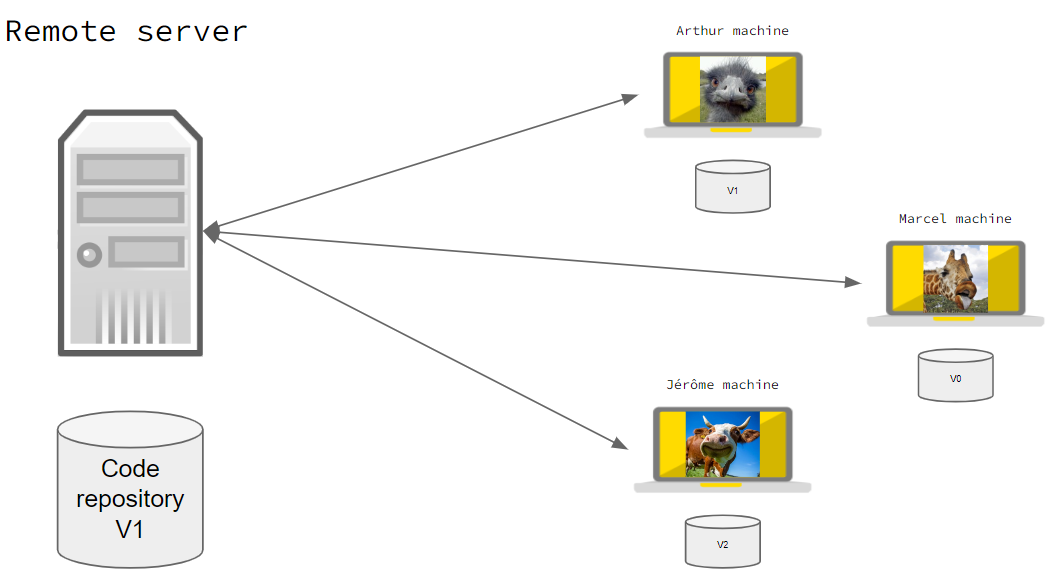 Remote server
Arthur machine
V1
Marcel machine
V0
Jérôme machine
V2
Code
repository
V1